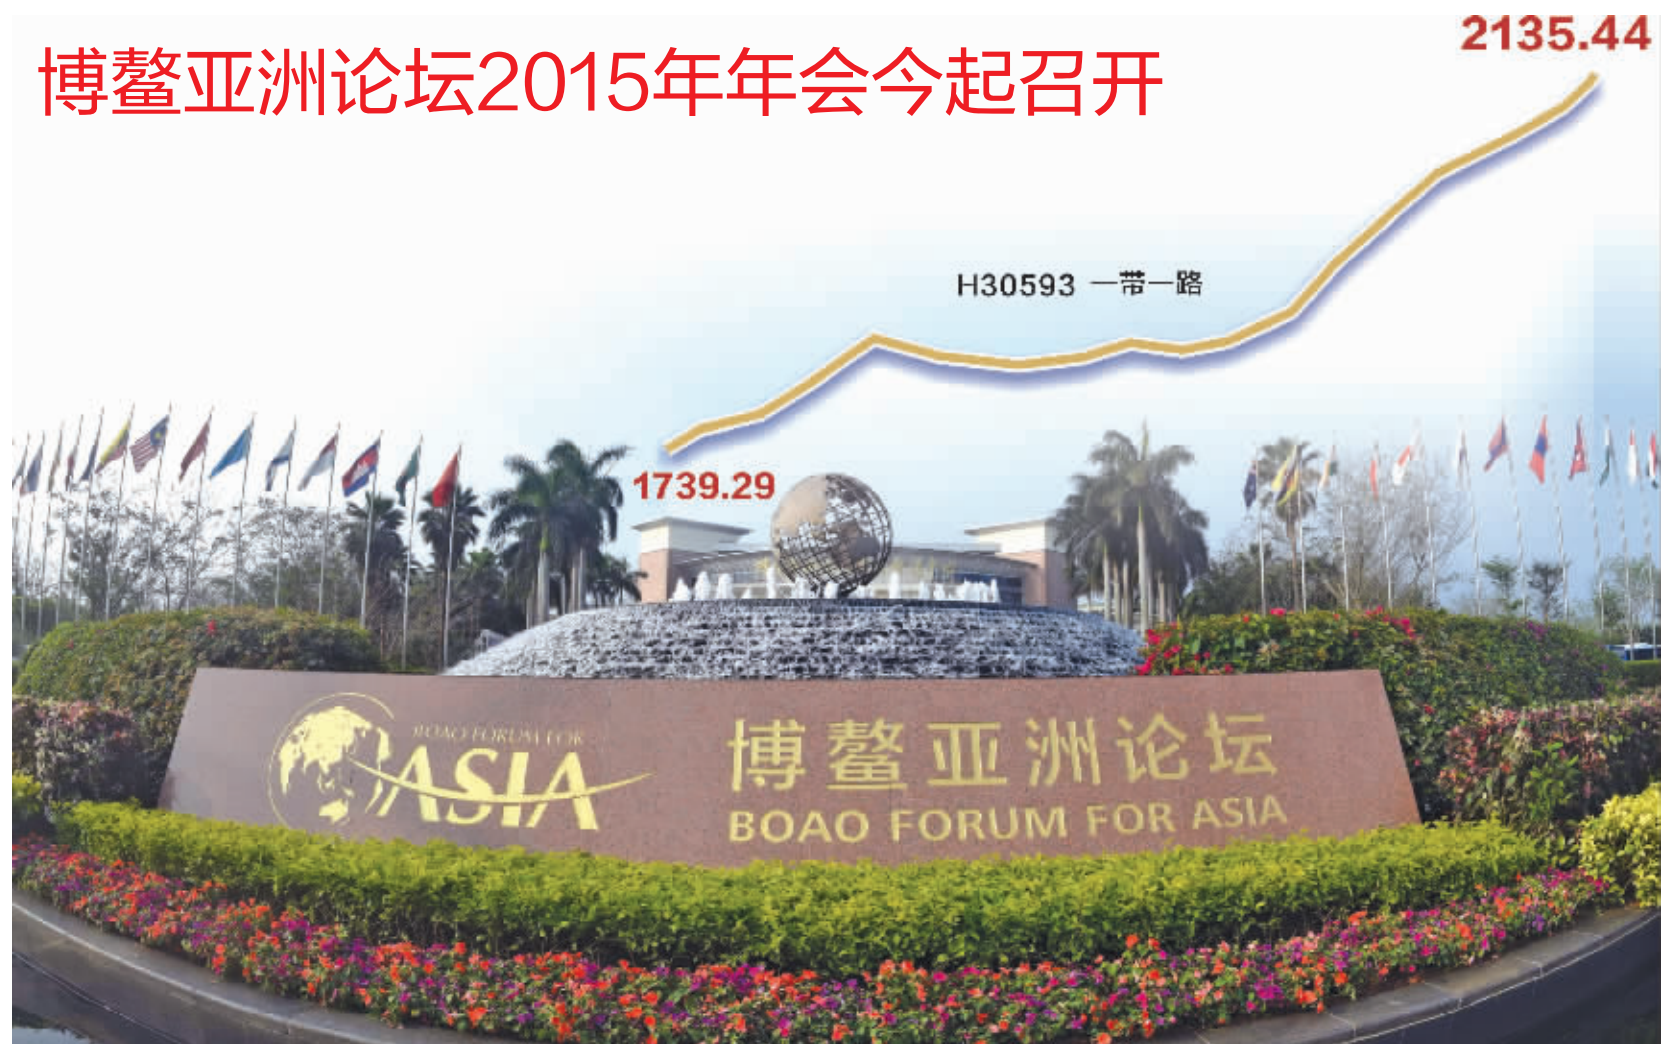 2135.44
博鳌亚洲论坛2015年年会今起召开
H30593 一带一路
1739.29
BOAO FORUM FOR
ASIA
博鳌亚洲论坛
BOAO FORUM FOR ASIA